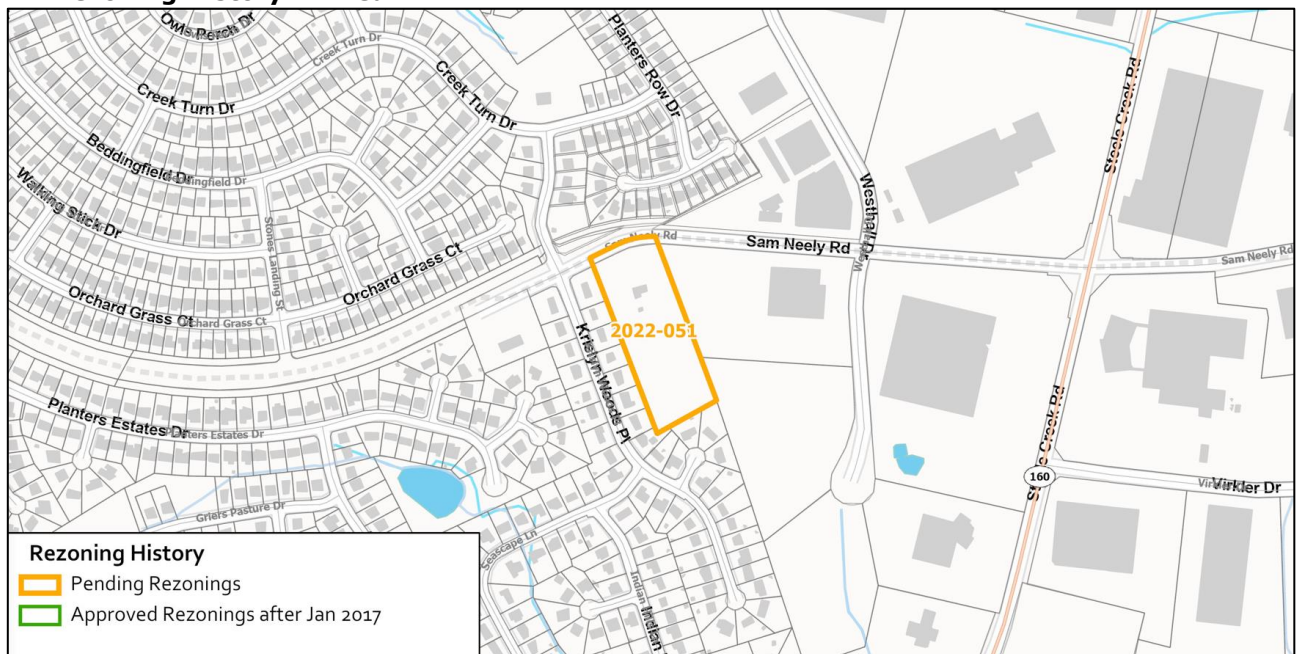 Owls Perch Dr
Creek Turn Dr
Creek Turn Dr
Creek Turn Dr
Planters Row Dr
Steele Creek Rd
Beddingfield Dr
Beddingfield Dr
Walking Stick Dr
Stones Landing St
Orchard Grass Ct
Orchard Grass Ct
Orchard Grass Ct
Sam Neely Rd
Sam Neely Rd
Westhall Dr
Sam Neely Rd
2022-051
Krislyn Woods Pl
Planters Estates Dr
Planters Estates Dr
Steele Creek Rd
160
Virkler Dr
Griers Pasture Dr
Seascape Ln
Indian
Indian
Rezoning History
Pending Rezonings
Approved Rezonings after Jan 2017